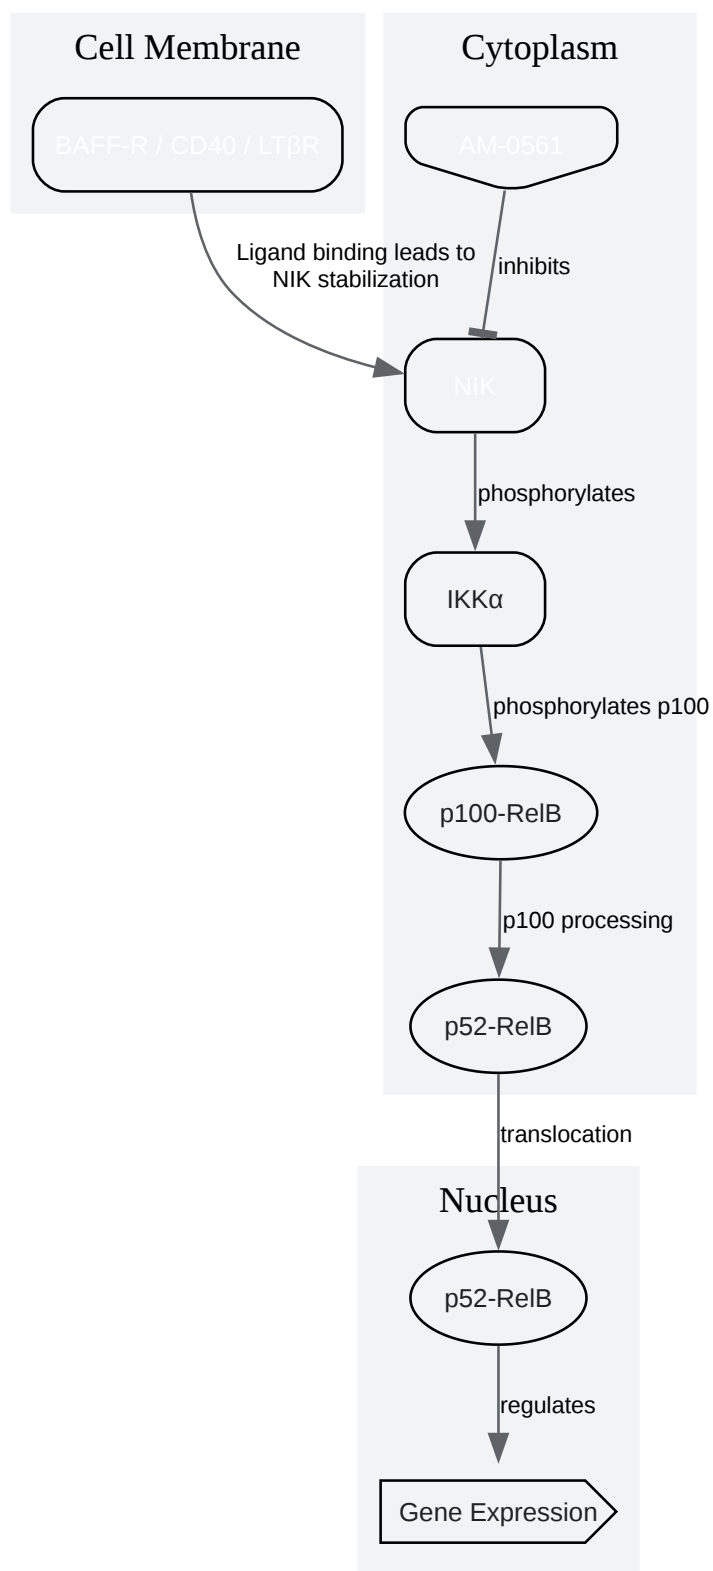 Cell Membrane
Cytoplasm
BAFF-R / CD40 / LTβR
AM-0561
Ligand binding leads to
NIK stabilization
inhibits
NIK
phosphorylates
IKKα
phosphorylates p100
p100-RelB
p100 processing
p52-RelB
translocation
Nucleus
p52-RelB
regulates
Gene Expression